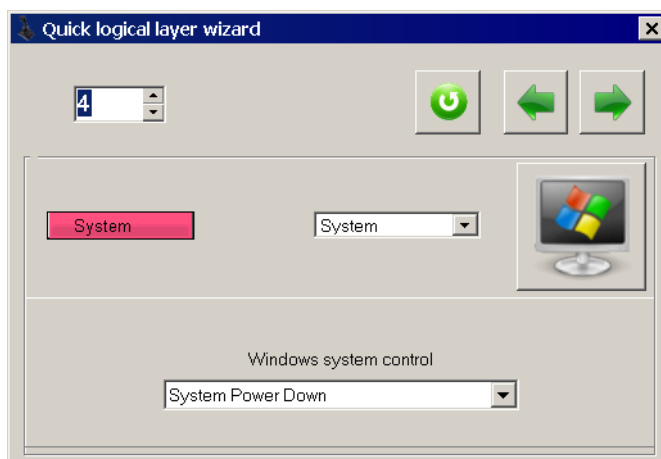 Quick logical layer wizard
4
System
System
Windows system control
System Power Down